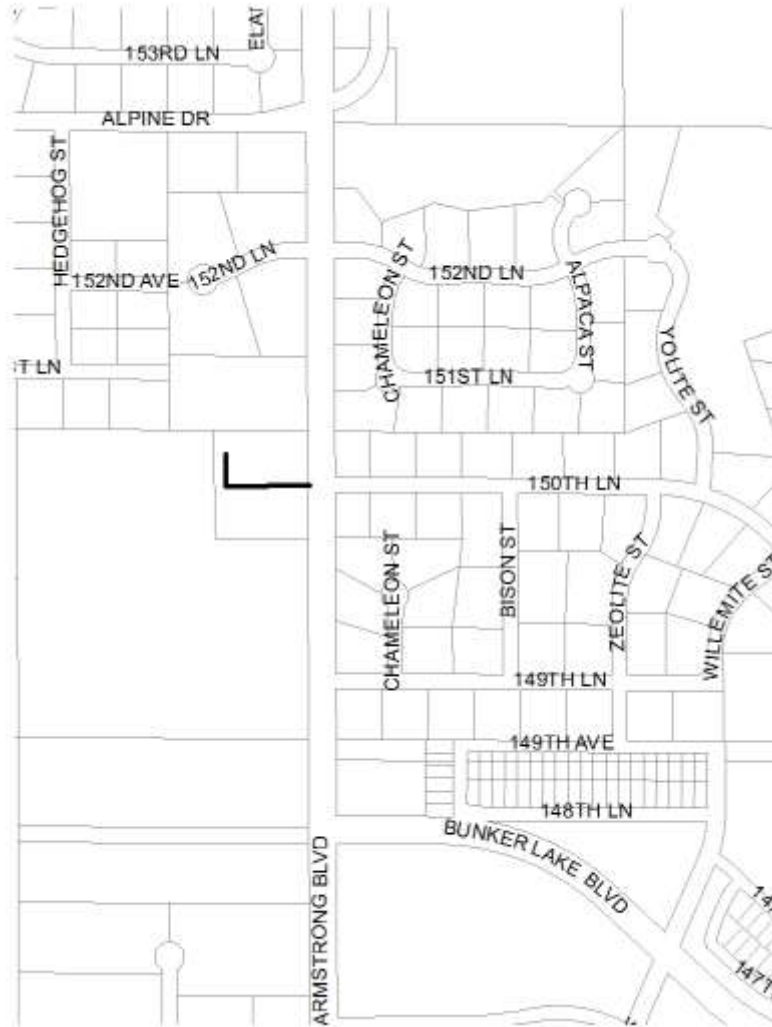 153RD LN
ALPINE DR
HEDGEHOG ST
152ND AVE
152ND LN
CHAMELEON ST
152ND LN
ALPACA ST
YOLITE ST
151ST LN
150TH LN
CHAMELEON ST
BISON ST
ZEOLITE ST
WILLEMITE ST
149TH LN
149TH AVE
148TH LN
BUNKER LAKE BLVD
ARMSTRONG BLVD